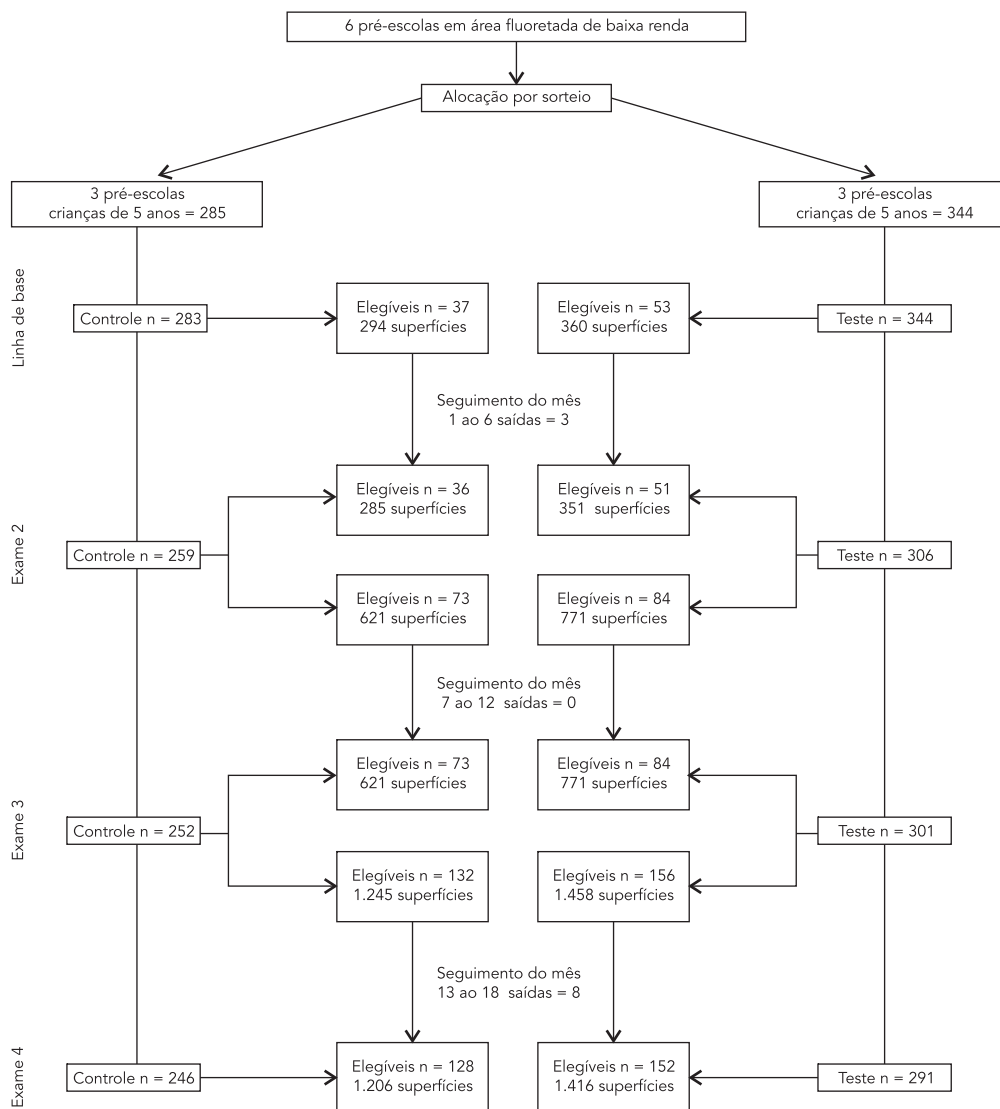 6 pré-escolas em área fluoretada de baixa renda
Alocação por sorteio
3 pré-escolas
crianças de 5 anos = 285
3 pré-escolas
crianças de 5 anos = 344
Linha de base
Controle n = 283
Elegíveis n = 37
294 superfícies
Elegíveis n = 53
360 superfícies
Teste n = 344
Seguimento do mês
1 ao 6 saídas = 3
Exame 2
Controle n = 259
Elegíveis n = 36
285 superfícies
Elegíveis n = 51
351 superfícies
Teste n = 306
Elegíveis n = 73
621 superfícies
Elegíveis n = 84
771 superfícies
Seguimento do mês
7 ao 12 saídas = 0
Exame 3
Controle n = 252
Elegíveis n = 73
621 superfícies
Elegíveis n = 84
771 superfícies
Teste n = 301
Elegíveis n = 132
1.245 superfícies
Elegíveis n = 156
1.458 superfícies
Seguimento do mês
13 ao 18 saídas = 8
Exame 4
Controle n = 246
Elegíveis n = 128
1.206 superfícies
Elegíveis n = 152
1.416 superfícies
Teste n = 291